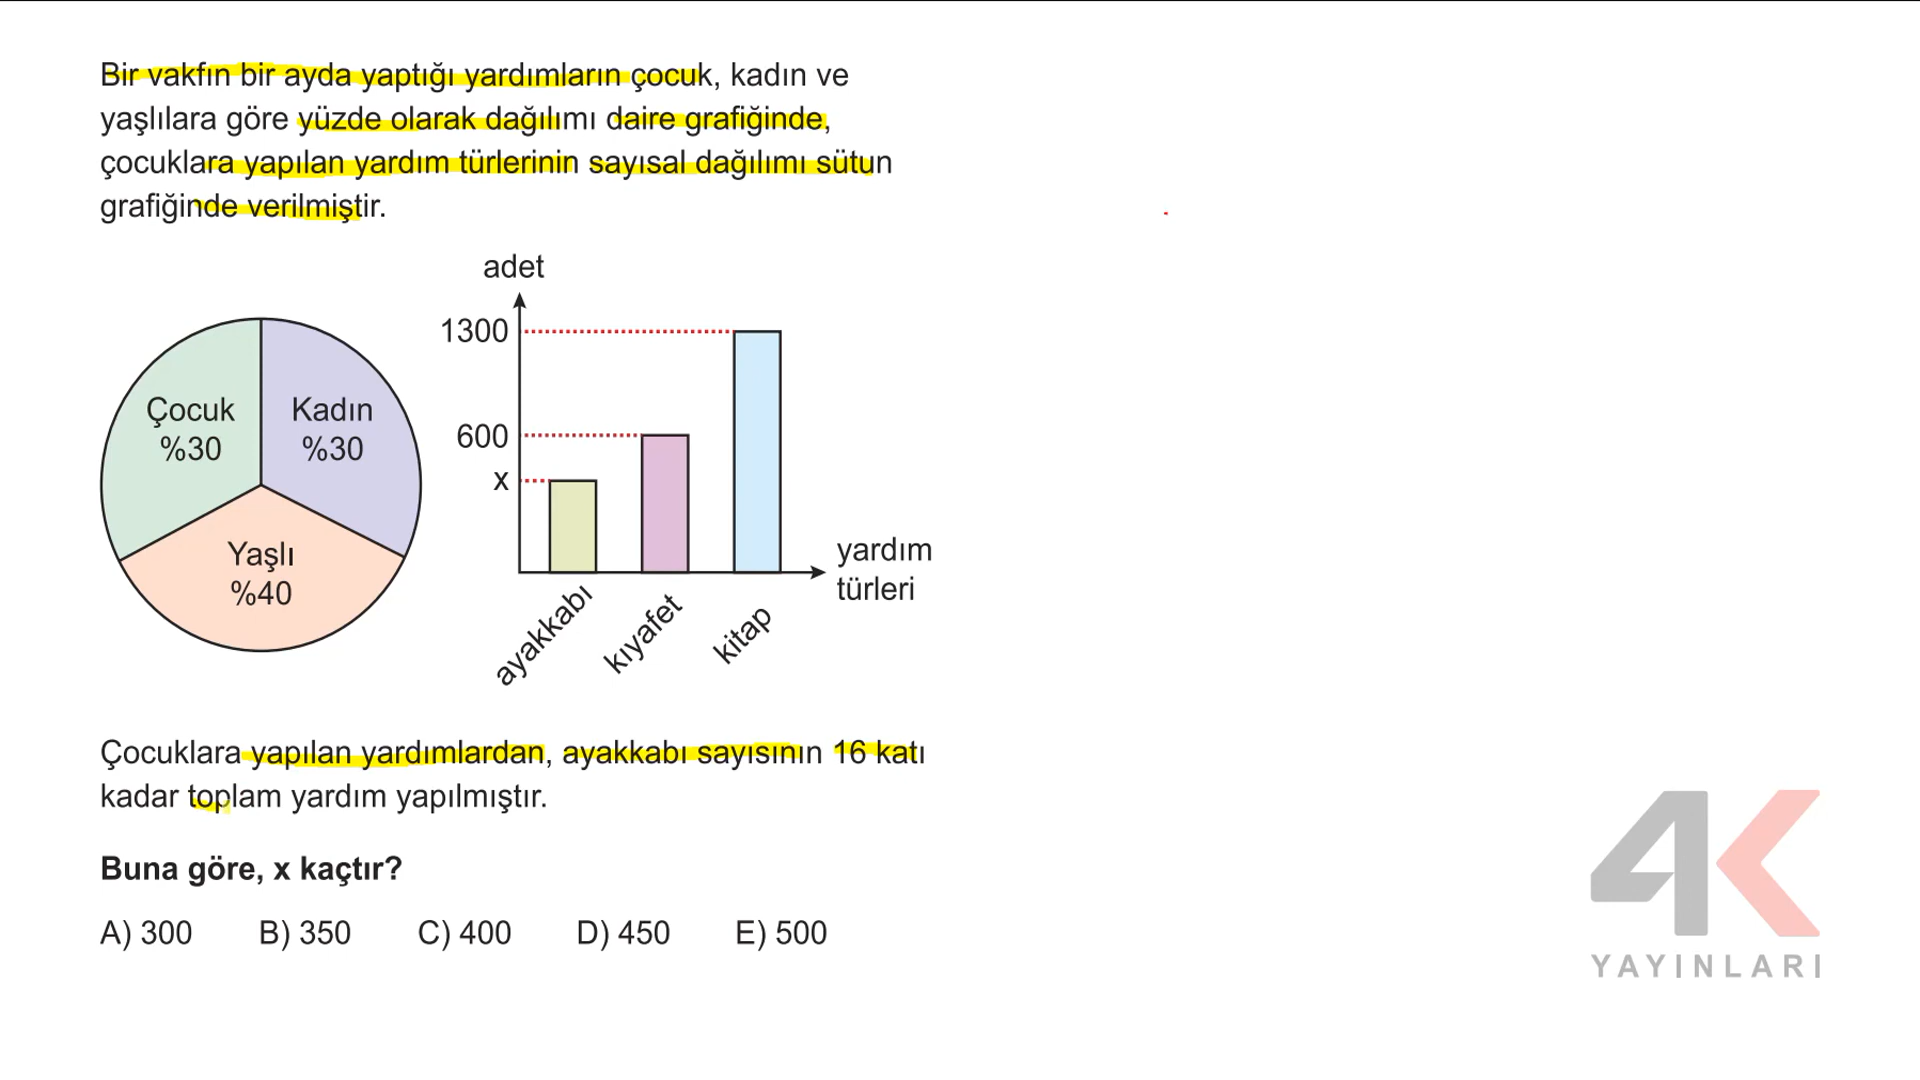 Bir vakfın bir ayda yaptığı yardımların çocuk, kadın ve
yaşlılara göre yüzde olarak dağılımı daire grafiğinde,
çocuklara yapılan yardım türlerinin sayısal dağılımı sütun
grafiğinde verilmiştir.
adet
1300
600
x
Çocuk
%30
Kadın
%30
Yaşlı
%40
yardım
türleri
ayakkabı
kıyafet
kitap
Çocuklara yapılan yardımlardan, ayakkabı sayısının 16 katı
kadar toplam yardım yapılmıştır.
Buna göre, x kaçtır?
A) 300 B) 350 C) 400 D) 450 E) 500
4K
YAYINLARI